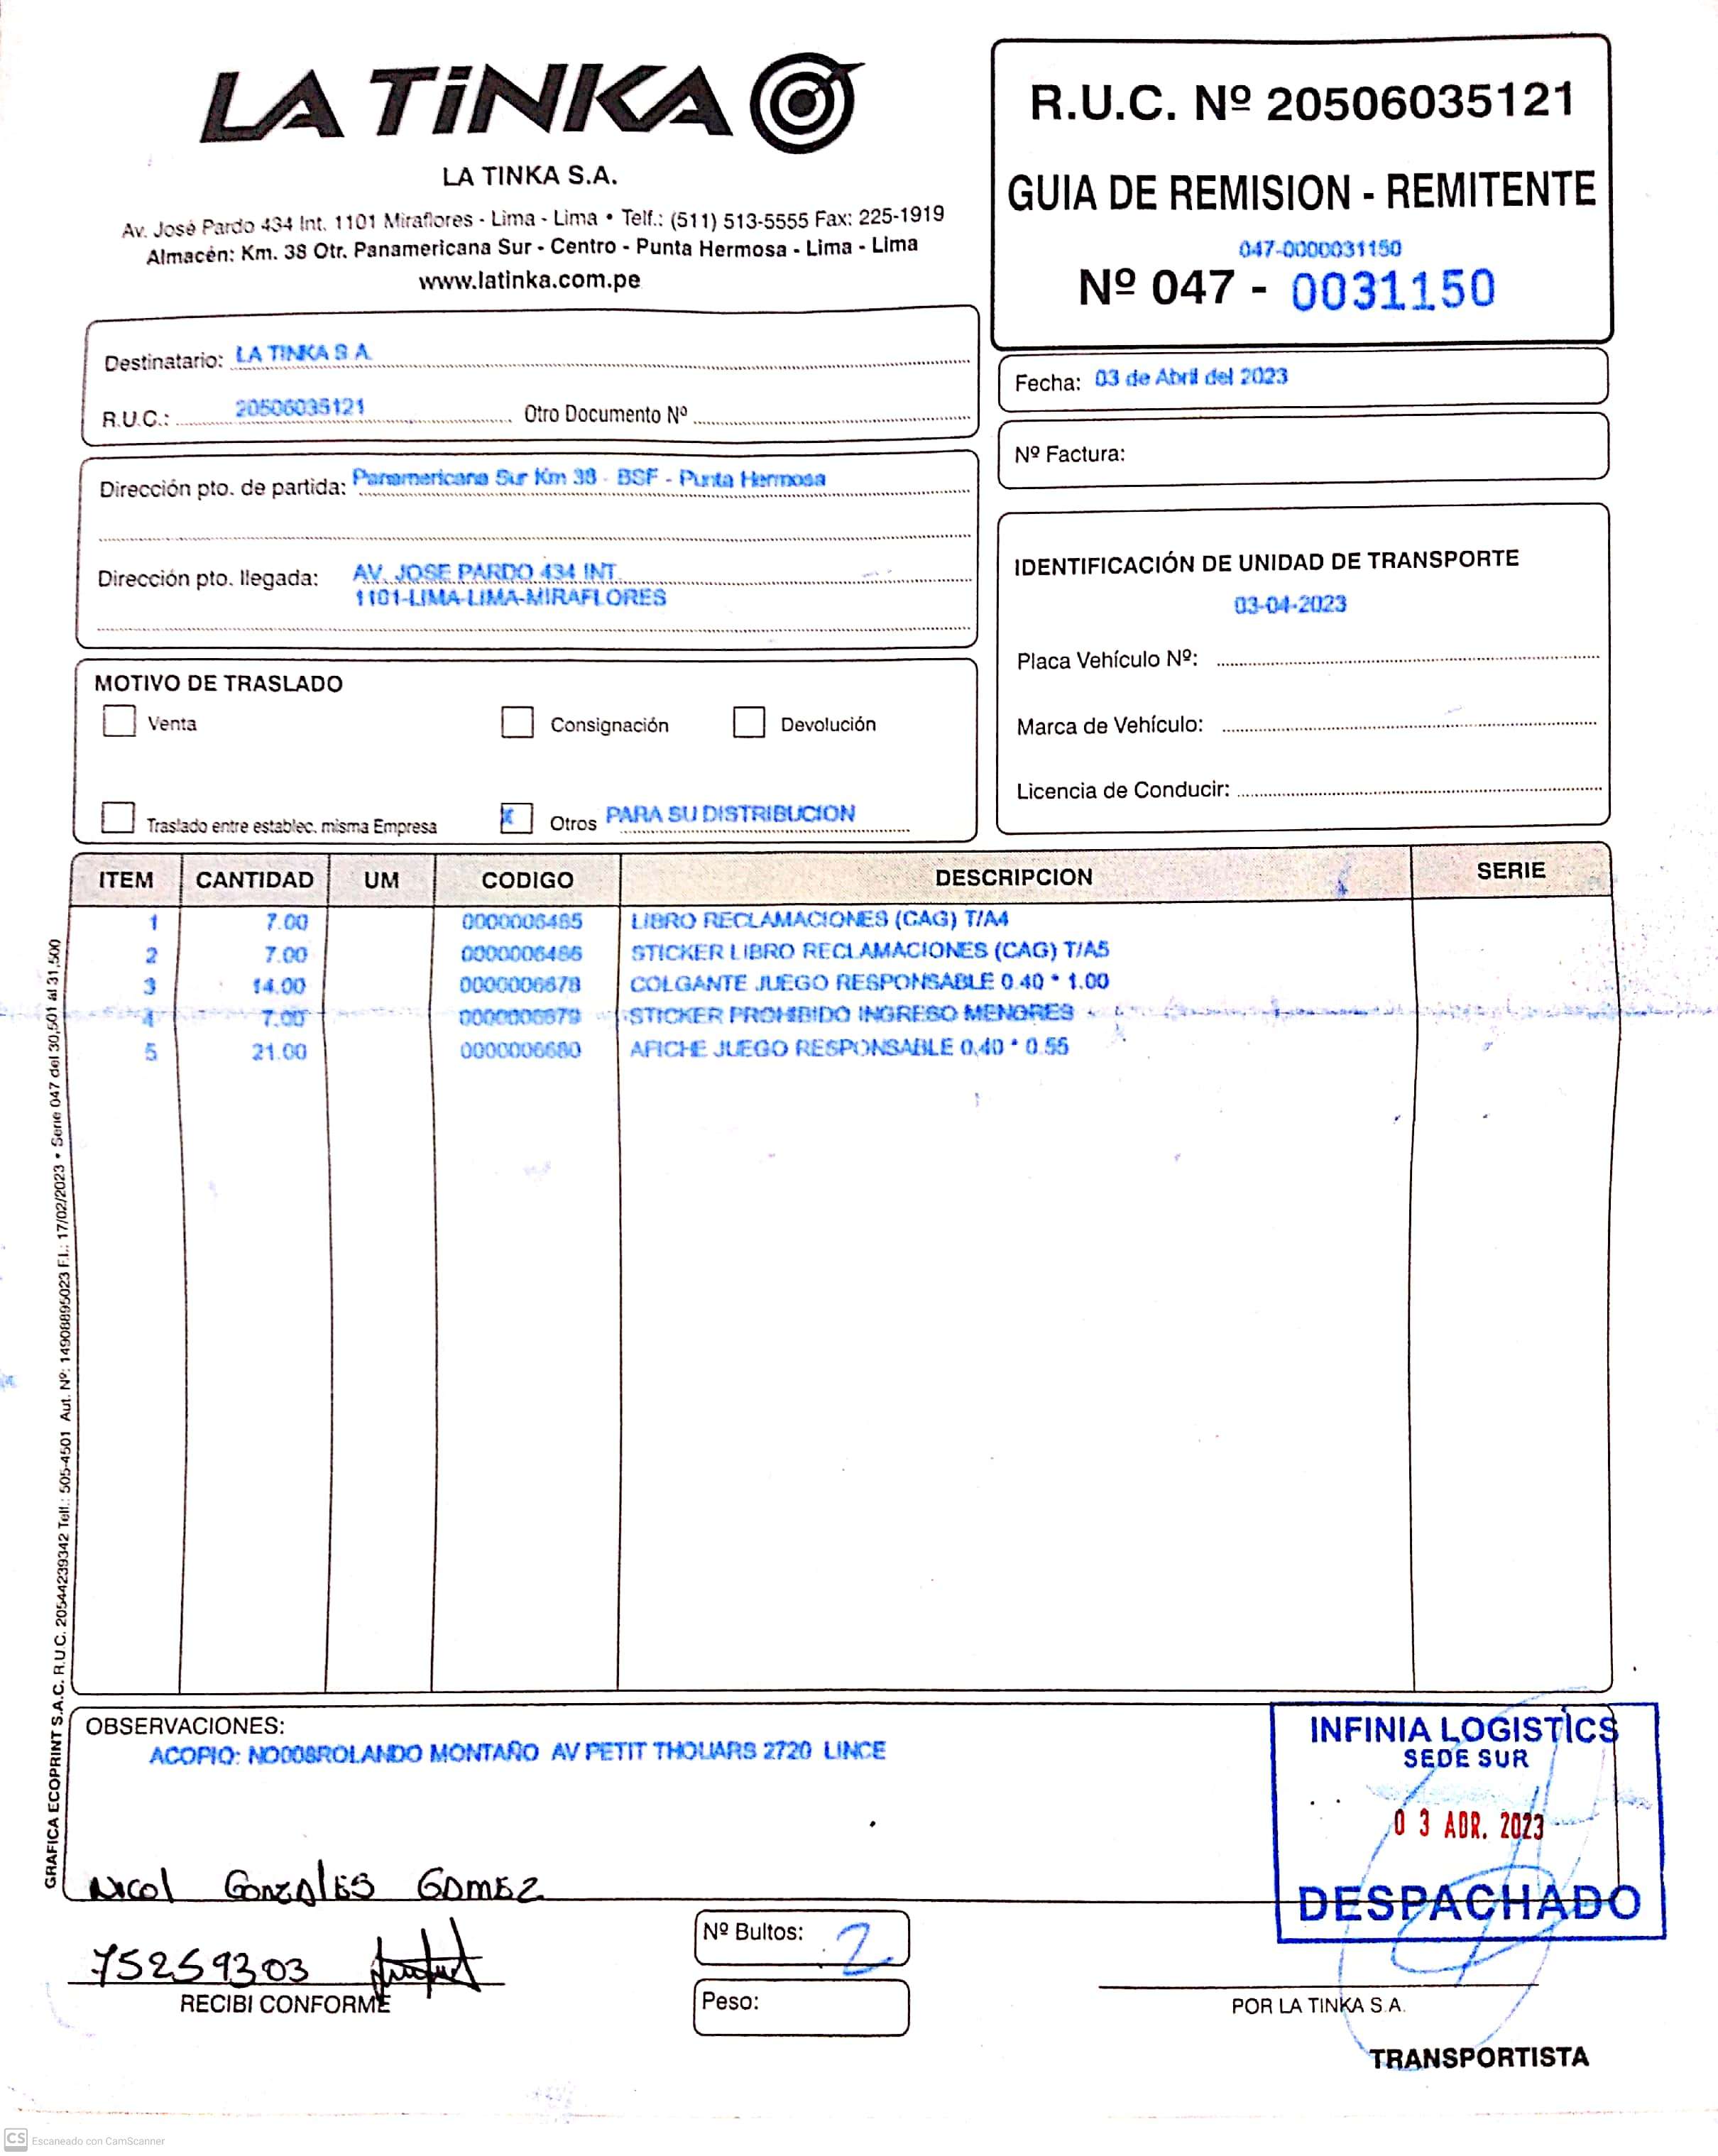 LA TiNKA
LA TINKA S.A.
Av. José Pardo 434 Int. 1101 Miraflores - Lima - Lima • Telf.: (511) 513-5555 Fax: 225-1919
Almacén: Km. 38 Otr. Panamericana Sur - Centro - Punta Hermosa - Lima - Lima
www.latinka.com.pe
R.U.C. Nº 20506035121
GUIA DE REMISION - REMITENTE
047-0000031150
Nº 047 - 0031150
Destinatario: LA TINKA S A.
R.U.C.: 20506035121 Otro Documento Nº
Fecha: 03 de Abril del 2023
Nº Factura:
Dirección pto. de partida: Panamericana Sur Km 38 - BSF - Punta Hermosa
Dirección pto. llegada: AV. JOSE PARDO 434 INT.
1101-LIMA-LIMA-MIRAFLORES
IDENTIFICACIÓN DE UNIDAD DE TRANSPORTE
03-04-2023
Placa Vehículo Nº:
Marca de Vehículo:
Licencia de Conducir:
MOTIVO DE TRASLADO
Venta Consignación Devolución
Traslado entre establec. misma Empresa x Otros PARA SU DISTRIBUCION
ITEM CANTIDAD UM CODIGO DESCRIPCION SERIE
1 7.00 0000006485 LIBRO RECLAMACIONES (CAG) T/A4
2 7.00 0000006486 STICKER LIBRO RECLAMACIONES (CAG) T/A5
3 14.00 0000006678 COLGANTE JUEGO RESPONSABLE 0.40 * 1.00
4 7.00 0000006679 STICKER PROHIBIDO INGRESO MENORES
5 21.00 0000006680 AFICHE JUEGO RESPONSABLE 0.40 * 0.55
GRAFICA ECOPRINT S.A.C. R.U.C. 20544239342 Telf.: 505-4501 Aut. Nº: 14908895023 F.I.: 17/02/2023 • Serie 047 del 30,501 al 31,500
OBSERVACIONES:
ACOPIO: NO008ROLANDO MONTAÑO AV PETIT THOUARS 2720 LINCE
INFINIA LOGISTICS
SEDE SUR
03 ABR. 2023
DESPACHADO
Nicol Gonzales Gomez
75259303
RECIBI CONFORME
Nº Bultos: 2
Peso:
POR LA TINKA S.A.
TRANSPORTISTA
CS Escaneado con CamScanner